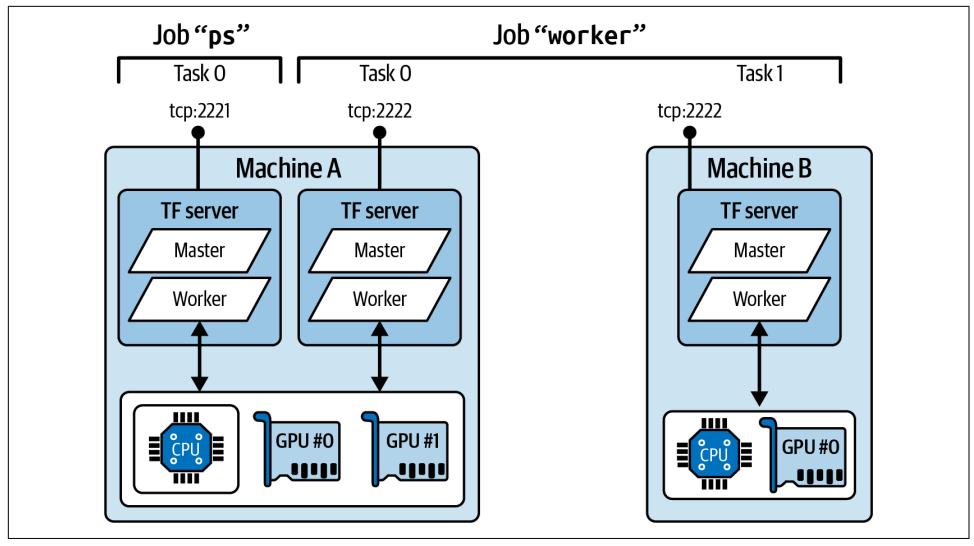 Job “ps”
Job “worker”
Task 0
Task 0
Task 1
tcp:2221
tcp:2222
tcp:2222
Machine A
Machine B
TF server
TF server
TF server
Master
Master
Master
Worker
Worker
Worker
CPU
GPU #0
GPU #1
CPU
GPU #0